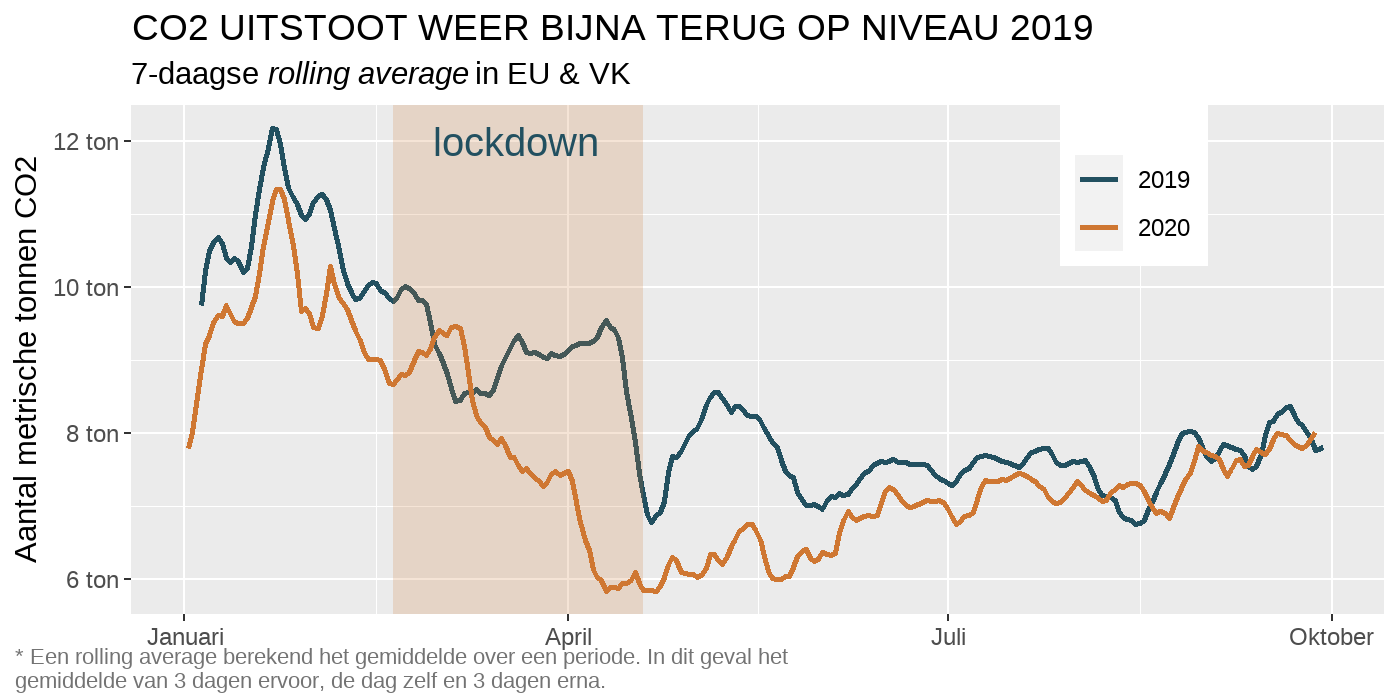 CO2 UITSTOOT WEER BIJNA TERUG OP NIVEAU 2019
7-daagse rolling average in EU & VK
Aantal metrische tonnen CO2
12 ton
10 ton
8 ton
6 ton
lockdown
2019
2020
Januari
April
Juli
Oktober
* Een rolling average berekend het gemiddelde over een periode. In dit geval het
gemiddelde van 3 dagen ervoor, de dag zelf en 3 dagen erna.